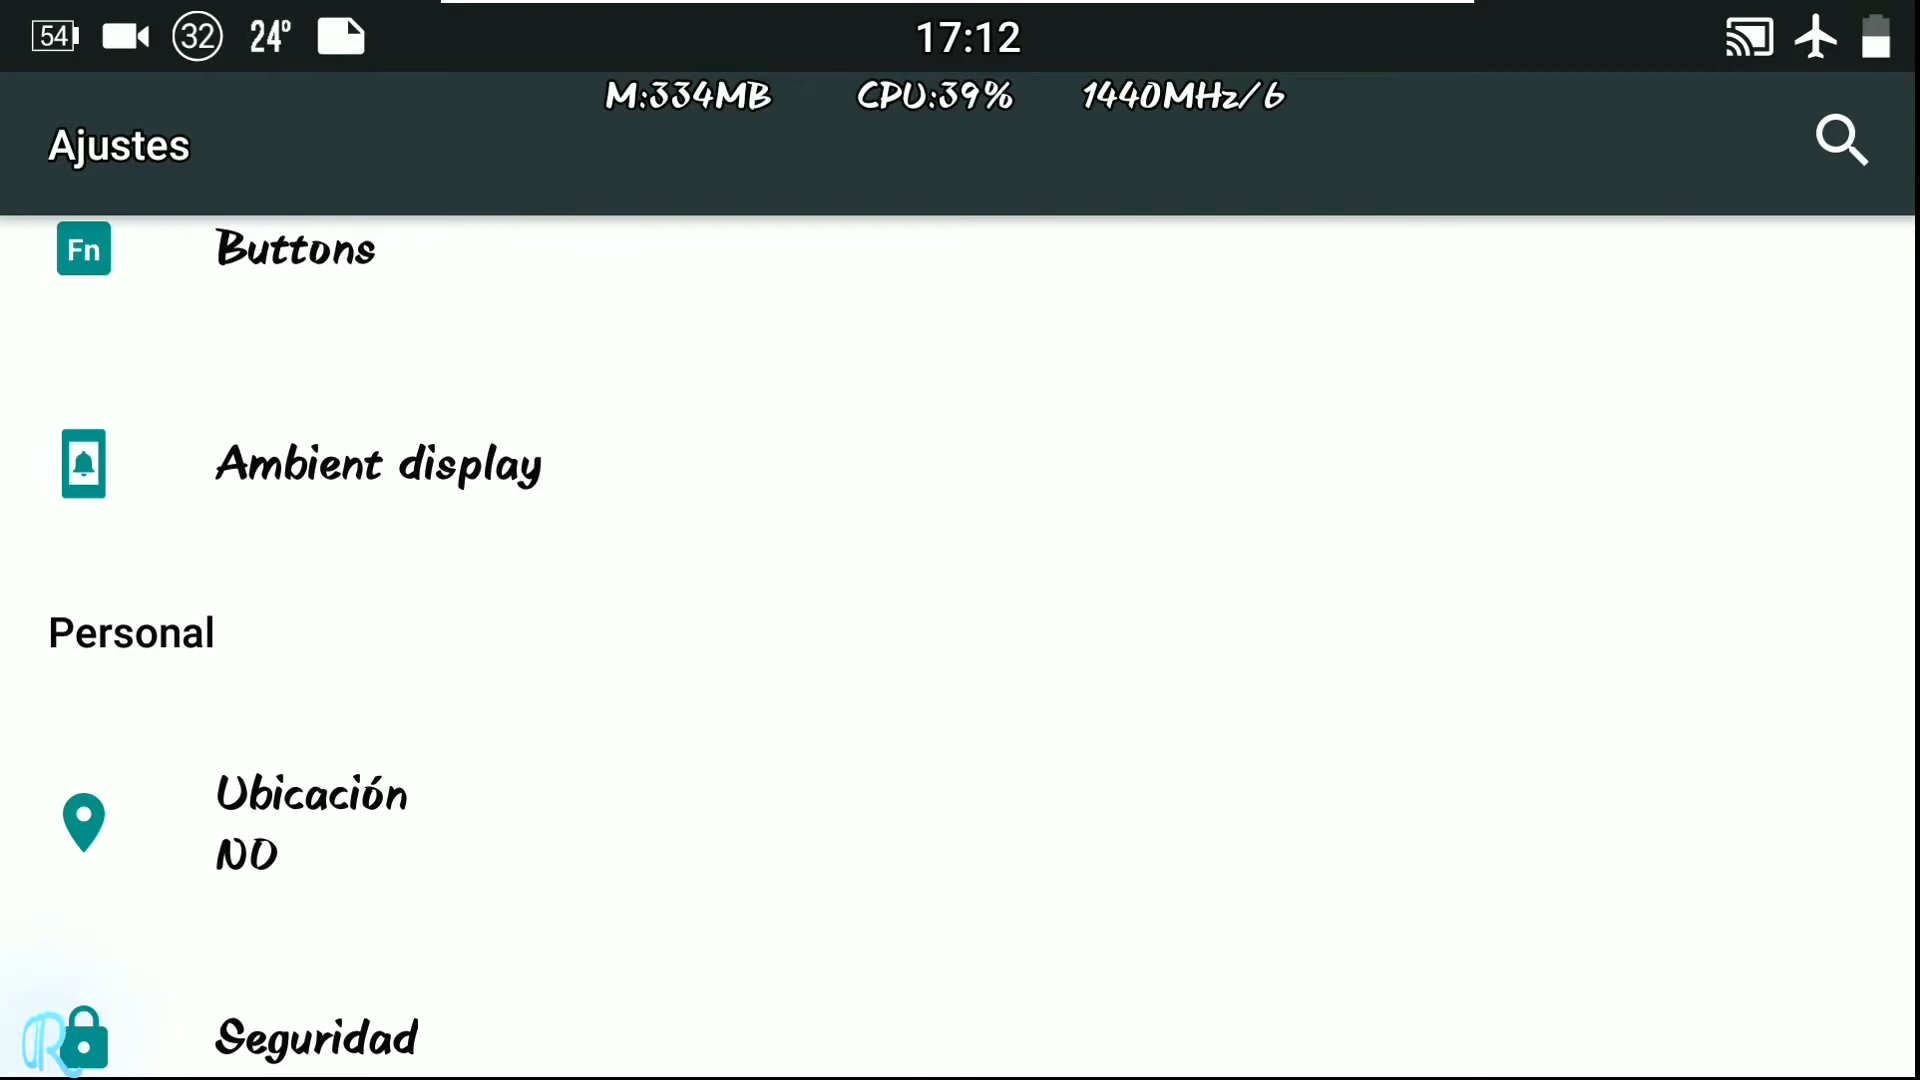 54 32 24° 17:12
M:334MB CPU:39% 1440MHz/6
Ajustes
Fn Buttons
Ambient display
Personal
Ubicación
NO
Seguridad
R